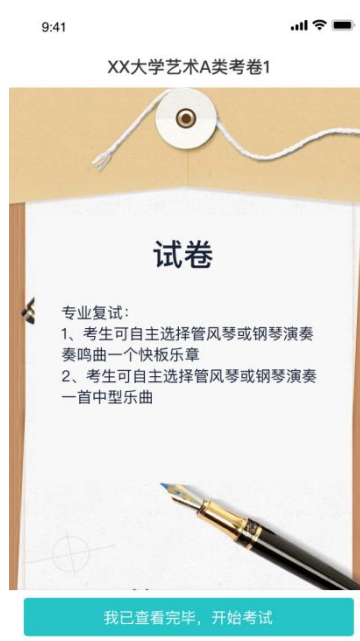 9:41
XX大学艺术A类考卷1
试卷
专业复试：
1、考生可自主选择管风琴或钢琴演奏
奏鸣曲一个快板乐章
2、考生可自主选择管风琴或钢琴演奏
一首中型乐曲
我已查看完毕，开始考试